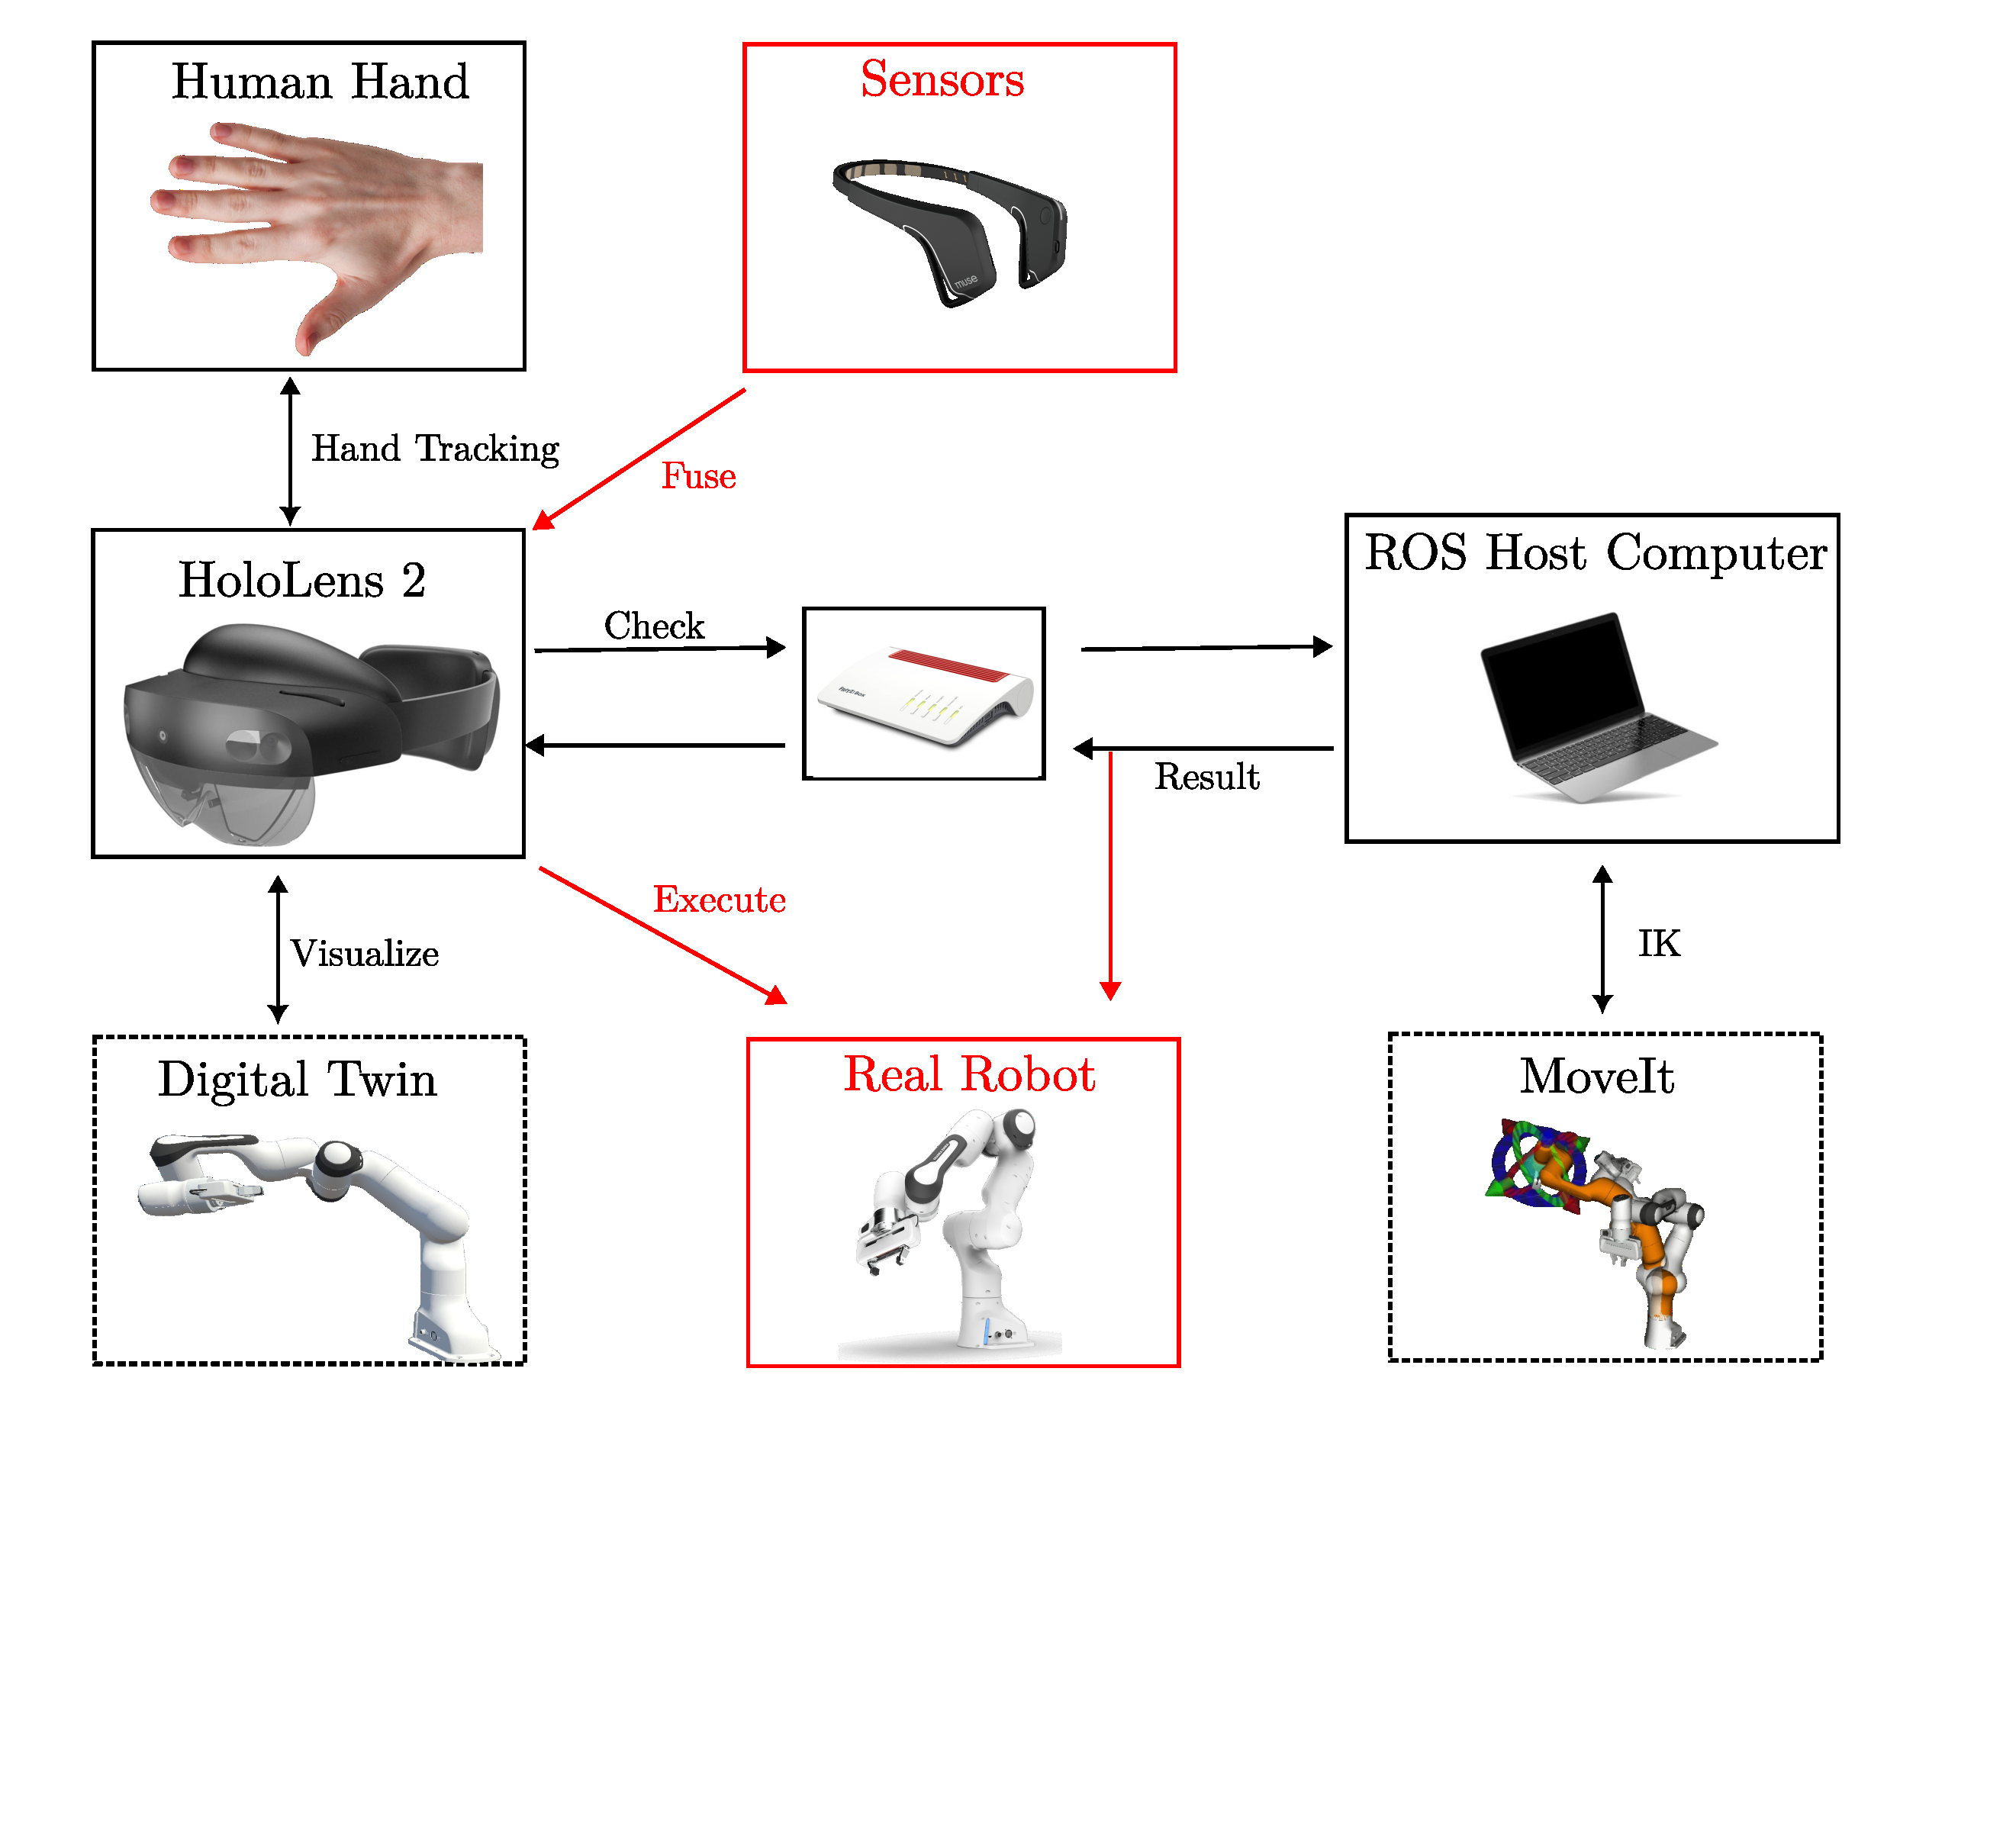 Human Hand
Sensors
muse
Hand Tracking
Fuse
HoloLens 2
ROS Host Computer
Check
Result
Execute
Visualize
IK
Digital Twin
Real Robot
MoveIt